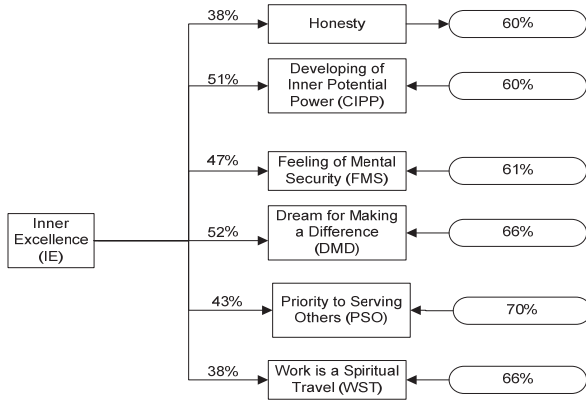 38%
Honesty
60%
51%
Developing of
Inner Potential
Power (CIPP)
60%
47%
Feeling of Mental
Security (FMS)
61%
Inner
Excellence
(IE)
52%
Dream for Making
a Difference
(DMD)
66%
43%
Priority to Serving
Others (PSO)
70%
38%
Work is a Spiritual
Travel (WST)
66%